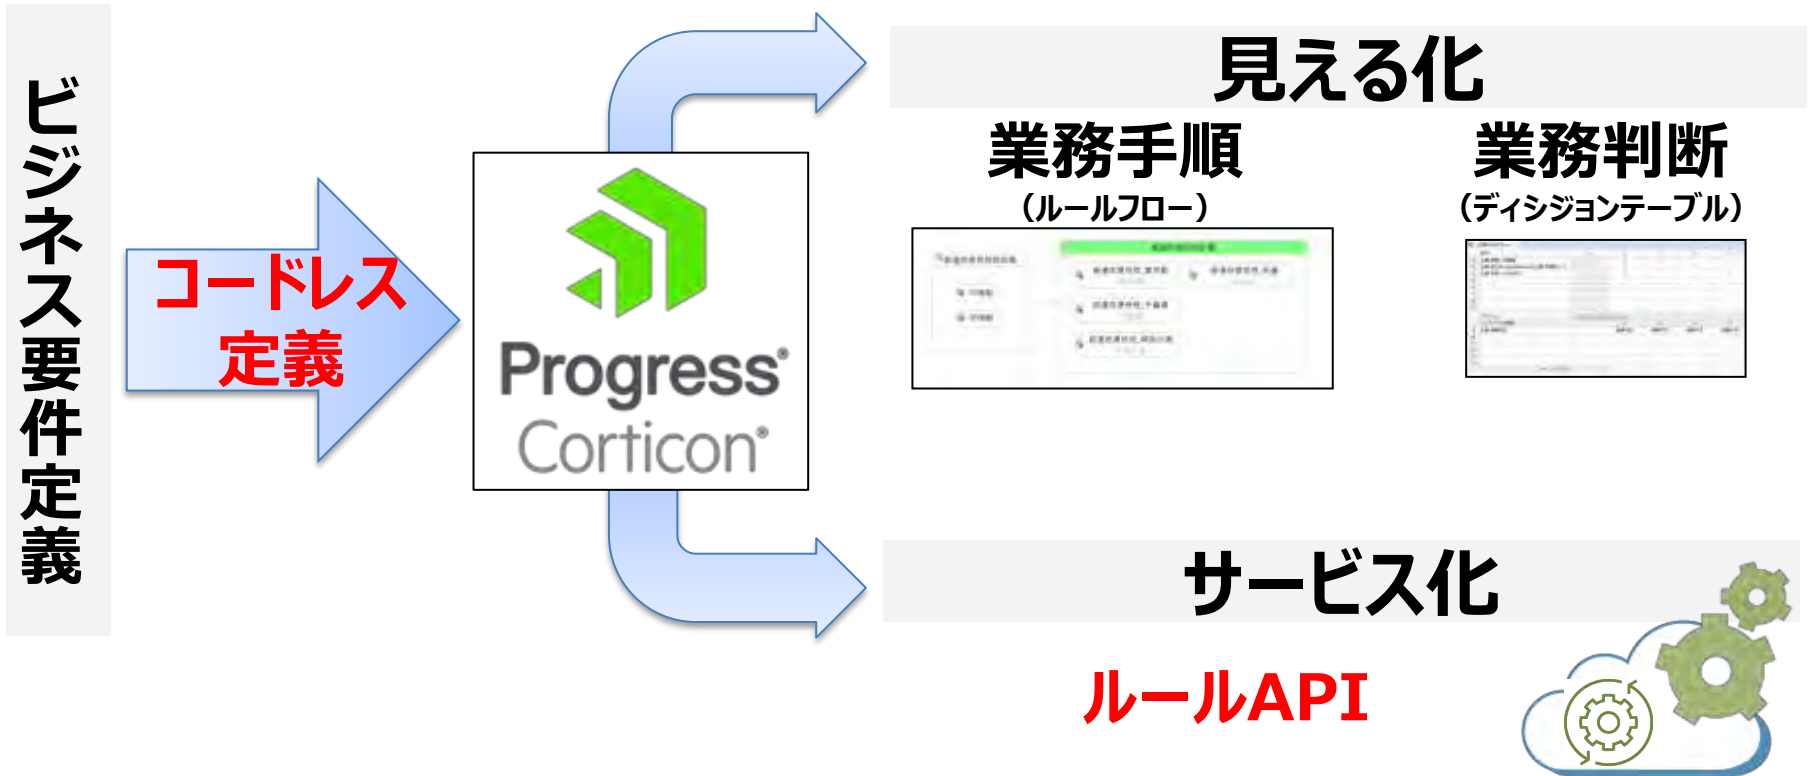 ビジネス要件定義
コードレス
定義
Progress®
Corticon®
見える化
業務手順
（ルールフロー）
業務判断
（ディシジョンテーブル）
サービス化
ルールAPI